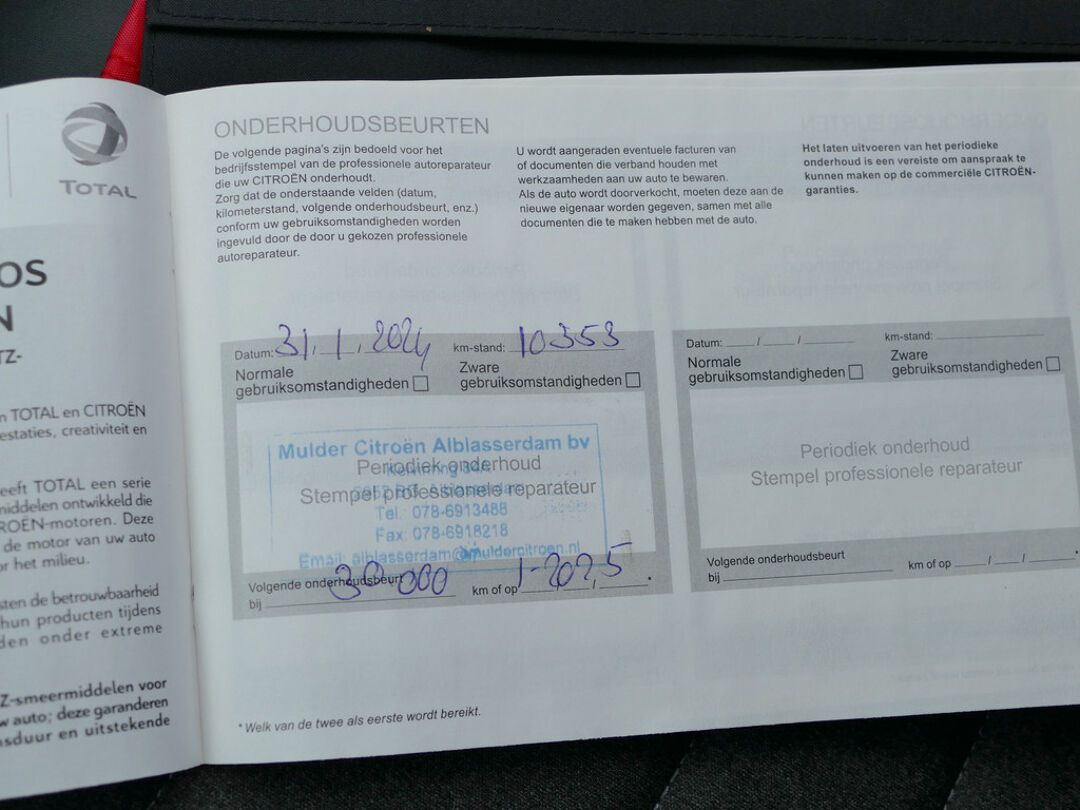 TOTAL
OS
N
TZ-
n TOTAL en CITROËN
estaties, creativiteit en
eeft TOTAL een serie
middelen ontwikkeld die
ROËN-motoren. Deze
de motor van uw auto
or het milieu.
sten de betrouwbaarheid
hun producten tijdens
den onder extreme
Z-smeermiddelen voor
w auto; deze garanderen
sduur en uitstekende
ONDERHOUDSBEURTEN
De volgende pagina's zijn bedoeld voor het
bedrijfsstempel van de professionele autoreparateur
die uw CITROËN onderhoudt.
Zorg dat de onderstaande velden (datum,
kilometerstand, volgende onderhoudsbeurt, enz.)
conform uw gebruiksomstandigheden worden
ingevuld door de door u gekozen professionele
autoreparateur.
U wordt aangeraden eventuele facturen van
of documenten die verband houden met
werkzaamheden aan uw auto te bewaren.
Als de auto wordt doorverkocht, moeten deze aan de
nieuwe eigenaar worden gegeven, samen met alle
documenten die te maken hebben met de auto.
Het laten uitvoeren van het periodieke
onderhoud is een vereiste om aanspraak te
kunnen maken op de commerciële CITROËN-
garanties.
Datum: 31/1/2024 km-stand: 10353
Normale
gebruiksomstandigheden
Zware
gebruiksomstandigheden
Mulder Citroën Alblasserdam bv
Periodiek onderhoud
Stempel professionele reparateur
Tel.: 078-6913488
Fax: 078-6918218
Email: alblasserdam@muldercitroen.nl
Volgende onderhoudsbeurt
bij 30 000 km of op 1-2025 *
Datum: __/__/__ km-stand:
Normale
gebruiksomstandigheden
Zware
gebruiksomstandigheden
Periodiek onderhoud
Stempel professionele reparateur
Volgende onderhoudsbeurt
bij km of op __/__/__ *
* Welk van de twee als eerste wordt bereikt.